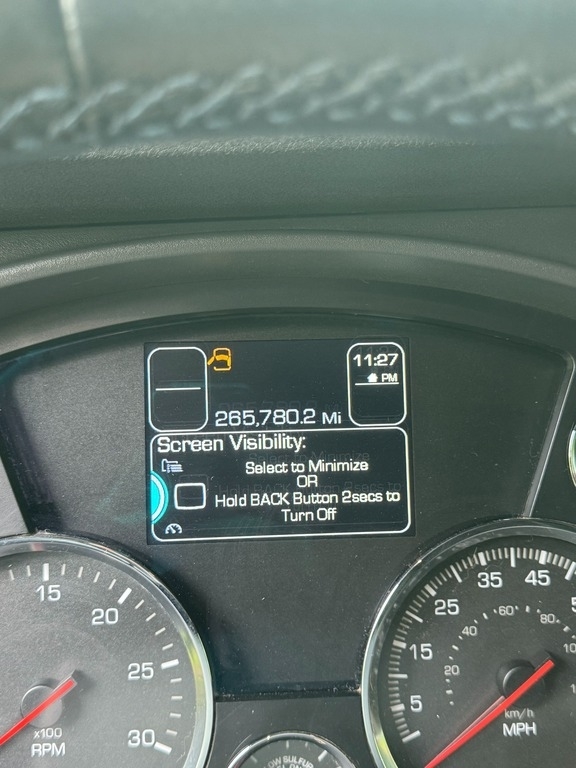 11:27
PM
265,780.2 Mi
Screen Visibility:
Select to Minimize
OR
Hold BACK Button 2secs to
Turn Off
15
20
25
30
x100
RPM
5
15
25
35
45
20
40
60
80
km/h
MPH